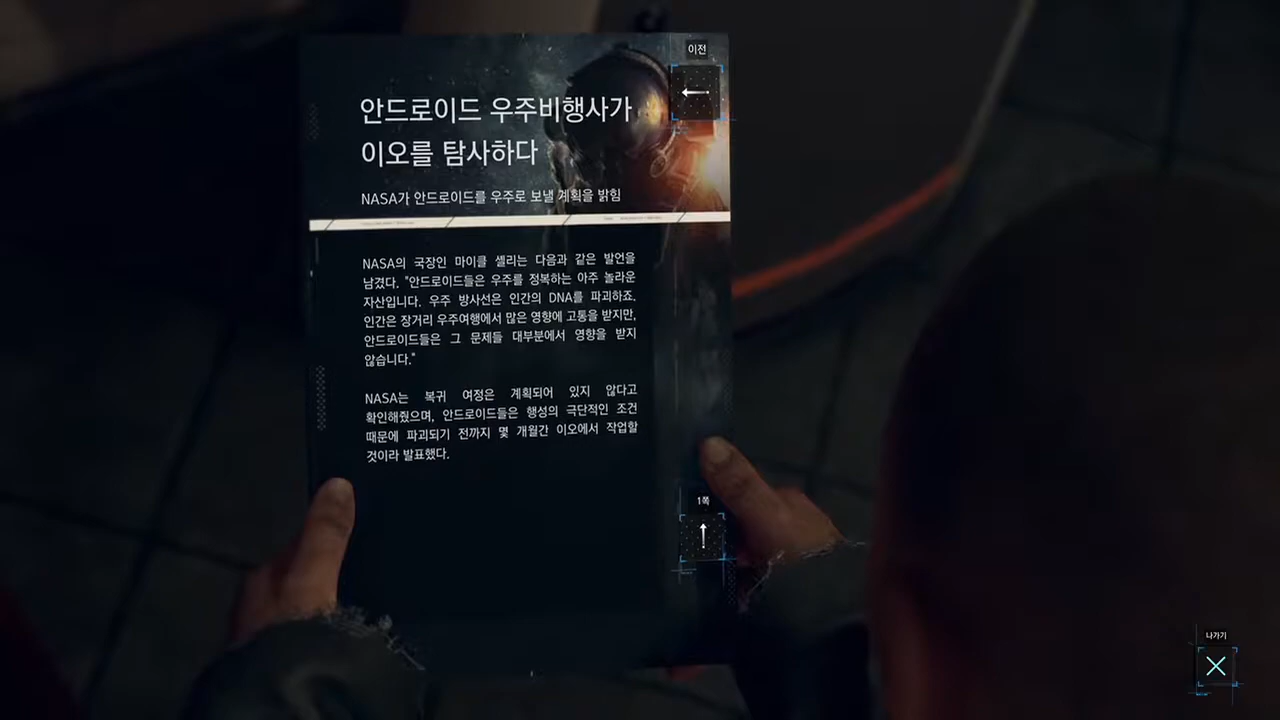 이전
안드로이드 우주비행사가
이오를 탐사하다
NASA가 안드로이드를 우주로 보낼 계획을 밝힘
NASA의 국장인 마이클 셸리는 다음과 같은 발언을
남겼다. "안드로이드들은 우주를 정복하는 아주 놀라운
자산입니다. 우주 방사선은 인간의 DNA를 파괴하죠.
인간은 장거리 우주여행에서 많은 영향에 고통을 받지만,
안드로이드들은 그 문제들 대부분에서 영향을 받지
않습니다."
NASA는 복귀 여정은 계획되어 있지 않다고
확인해줬으며, 안드로이드들은 행성의 극단적인 조건
때문에 파괴되기 전까지 몇 개월간 이오에서 작업할
것이라 발표했다.
1쪽
나가기